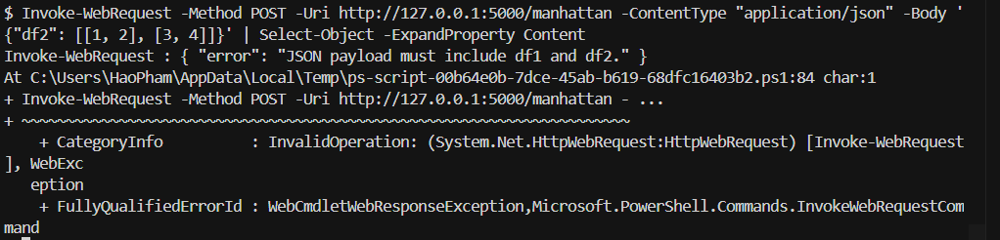 $ Invoke-WebRequest -Method POST -Uri http://127.0.0.1:5000/manhattan -ContentType "application/json" -Body '
{"df2": [[1, 2], [3, 4]]}' | Select-Object -ExpandProperty Content
Invoke-WebRequest : { "error": "JSON payload must include df1 and df2." }
At C:\Users\HaoPham\AppData\Local\Temp\ps-script-00b64e0b-7dce-45ab-b619-68dfc16403b2.ps1:84 char:1
+ Invoke-WebRequest -Method POST -Uri http://127.0.0.1:5000/manhattan - ...
+ ~~~~~~~~~~~~~~~~~~~~~~~~~~~~~~~~~~~~~~~~~~~~~~~~~~~~~~~~~~~~~~~~~~~~~
    + CategoryInfo          : InvalidOperation: (System.Net.HttpWebRequest:HttpWebRequest) [Invoke-WebRequest
], WebExc
   eption
    + FullyQualifiedErrorId : WebCmdletWebResponseException,Microsoft.PowerShell.Commands.InvokeWebRequestCom
mand